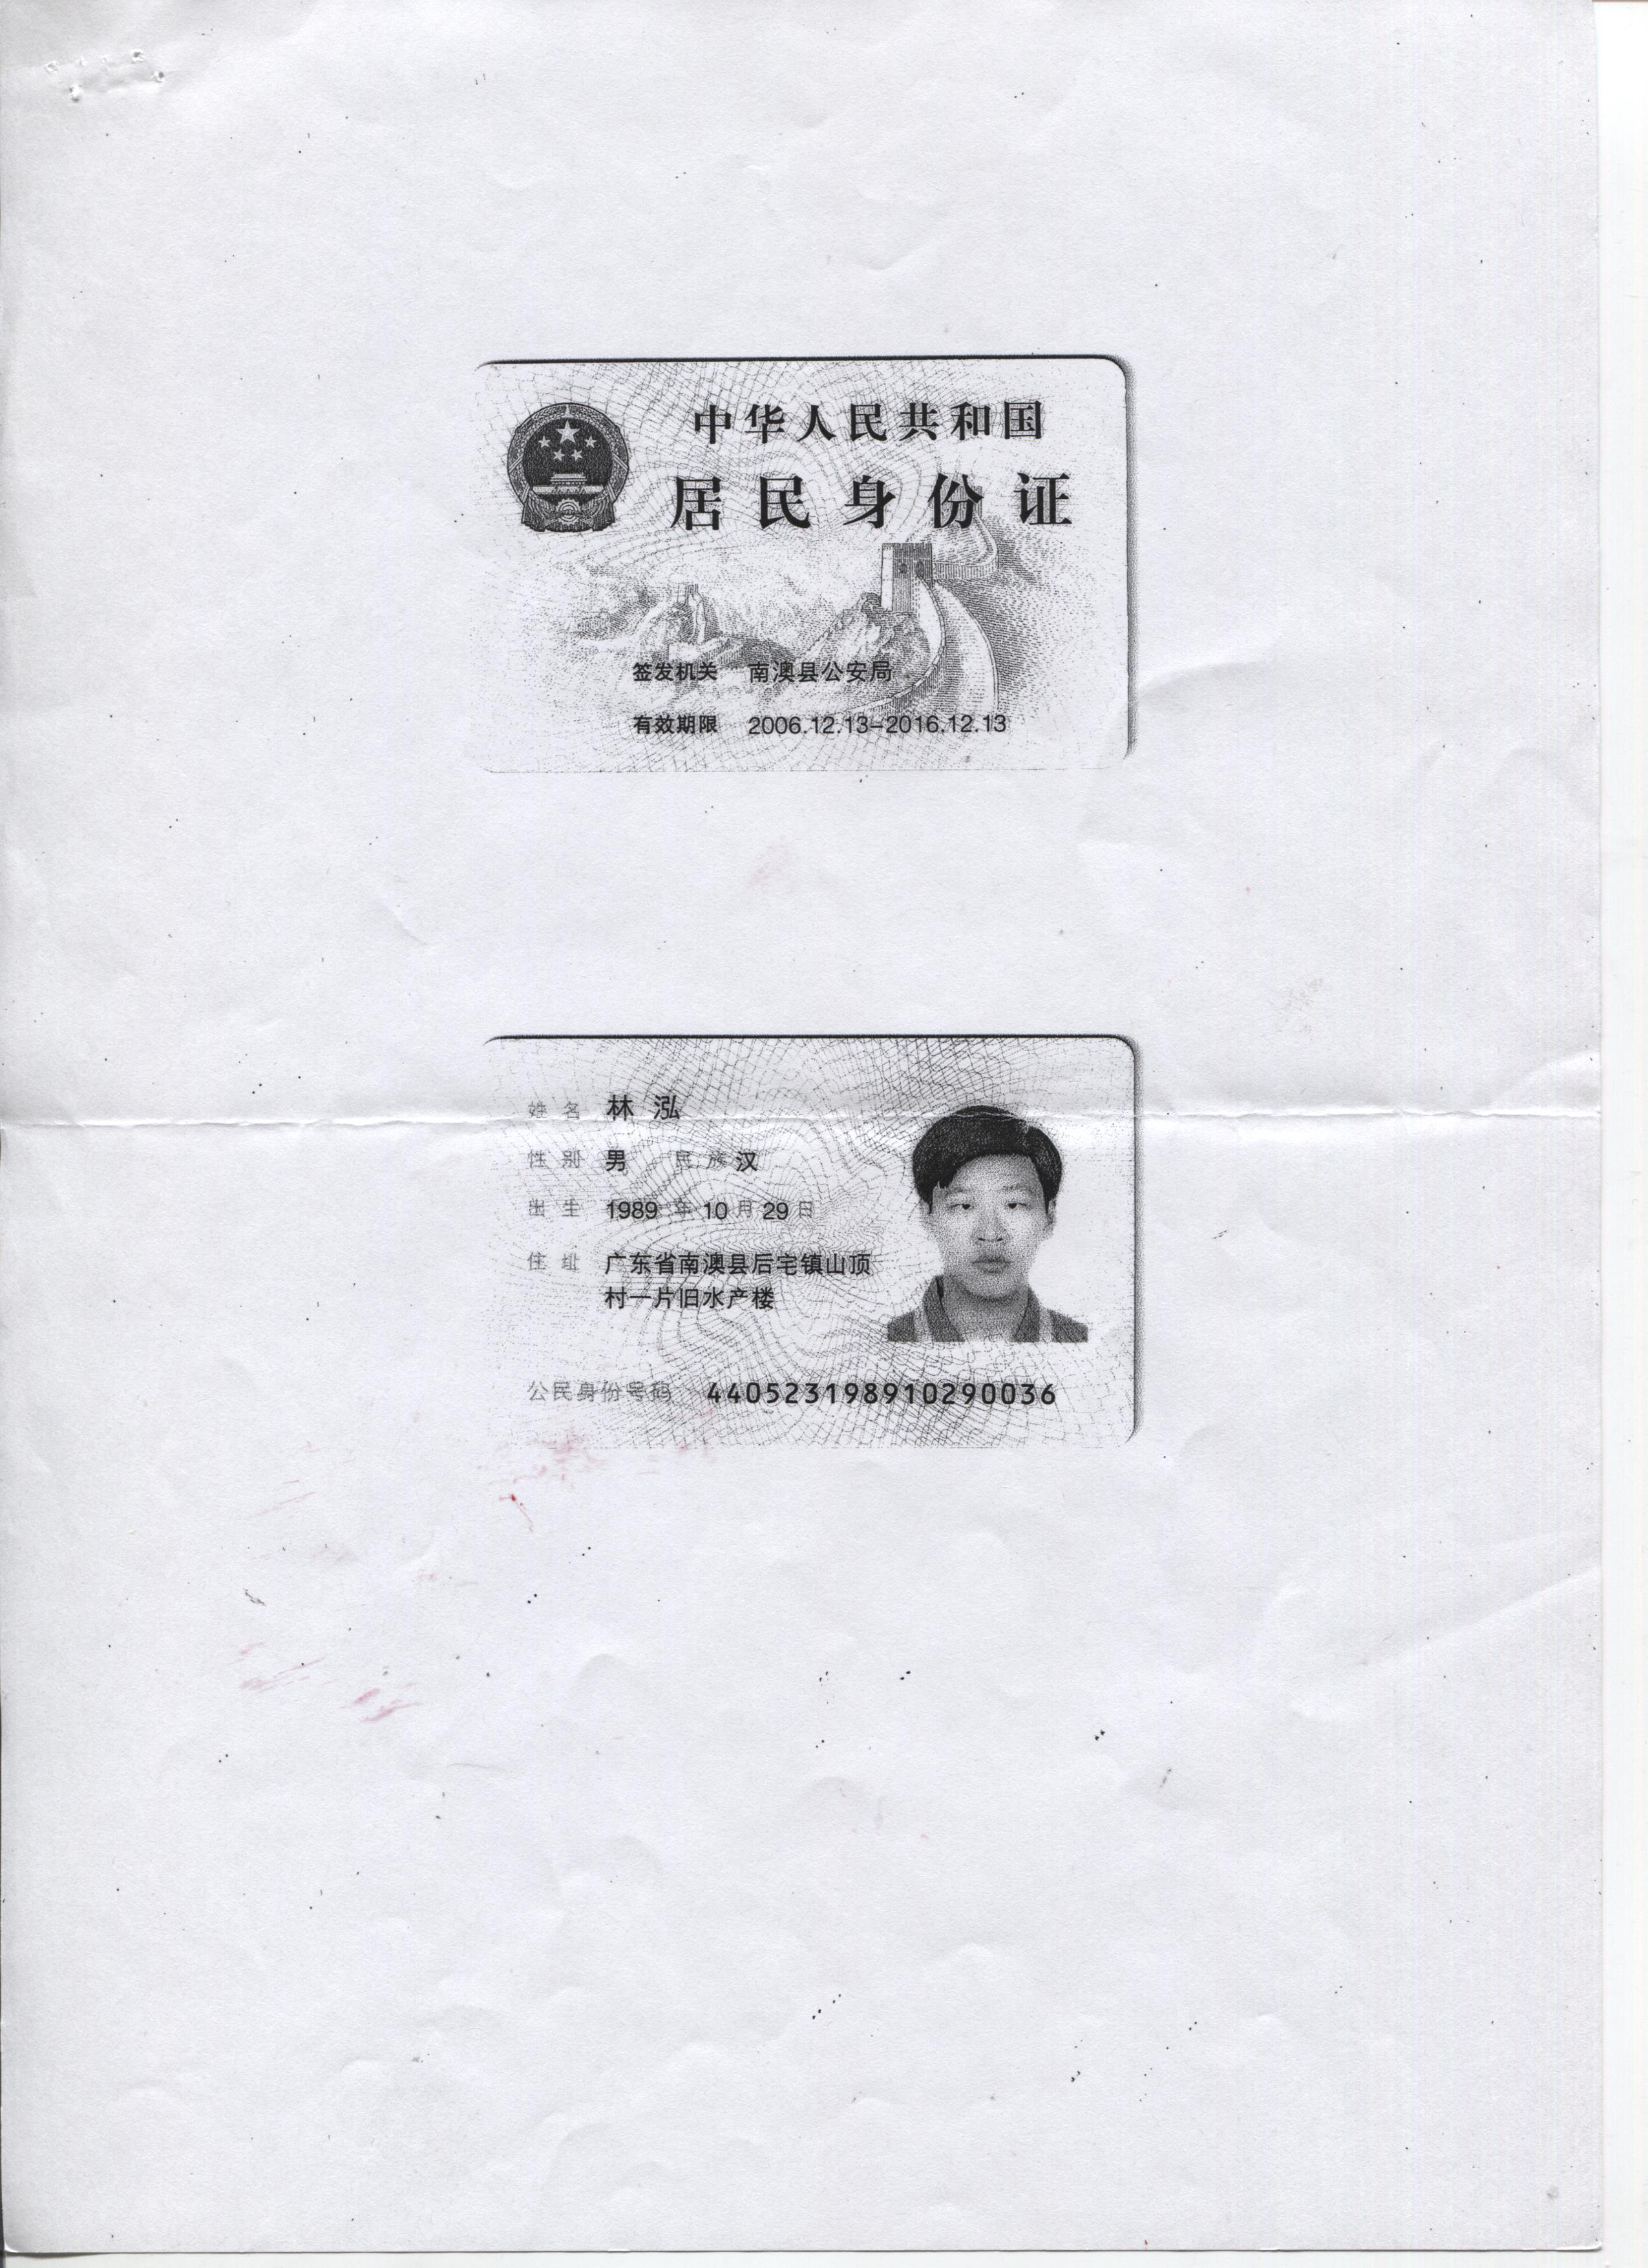 中华人民共和国
居民身份证
签发机关 南澳县公安局
有效期限 2006.12.13-2016.12.13
姓名 林泓
性别 男 民族 汉
出生 1989 年 10 月 29 日
住址 广东省南澳县后宅镇山顶
村一片旧水产楼
公民身份号码 440523198910290036